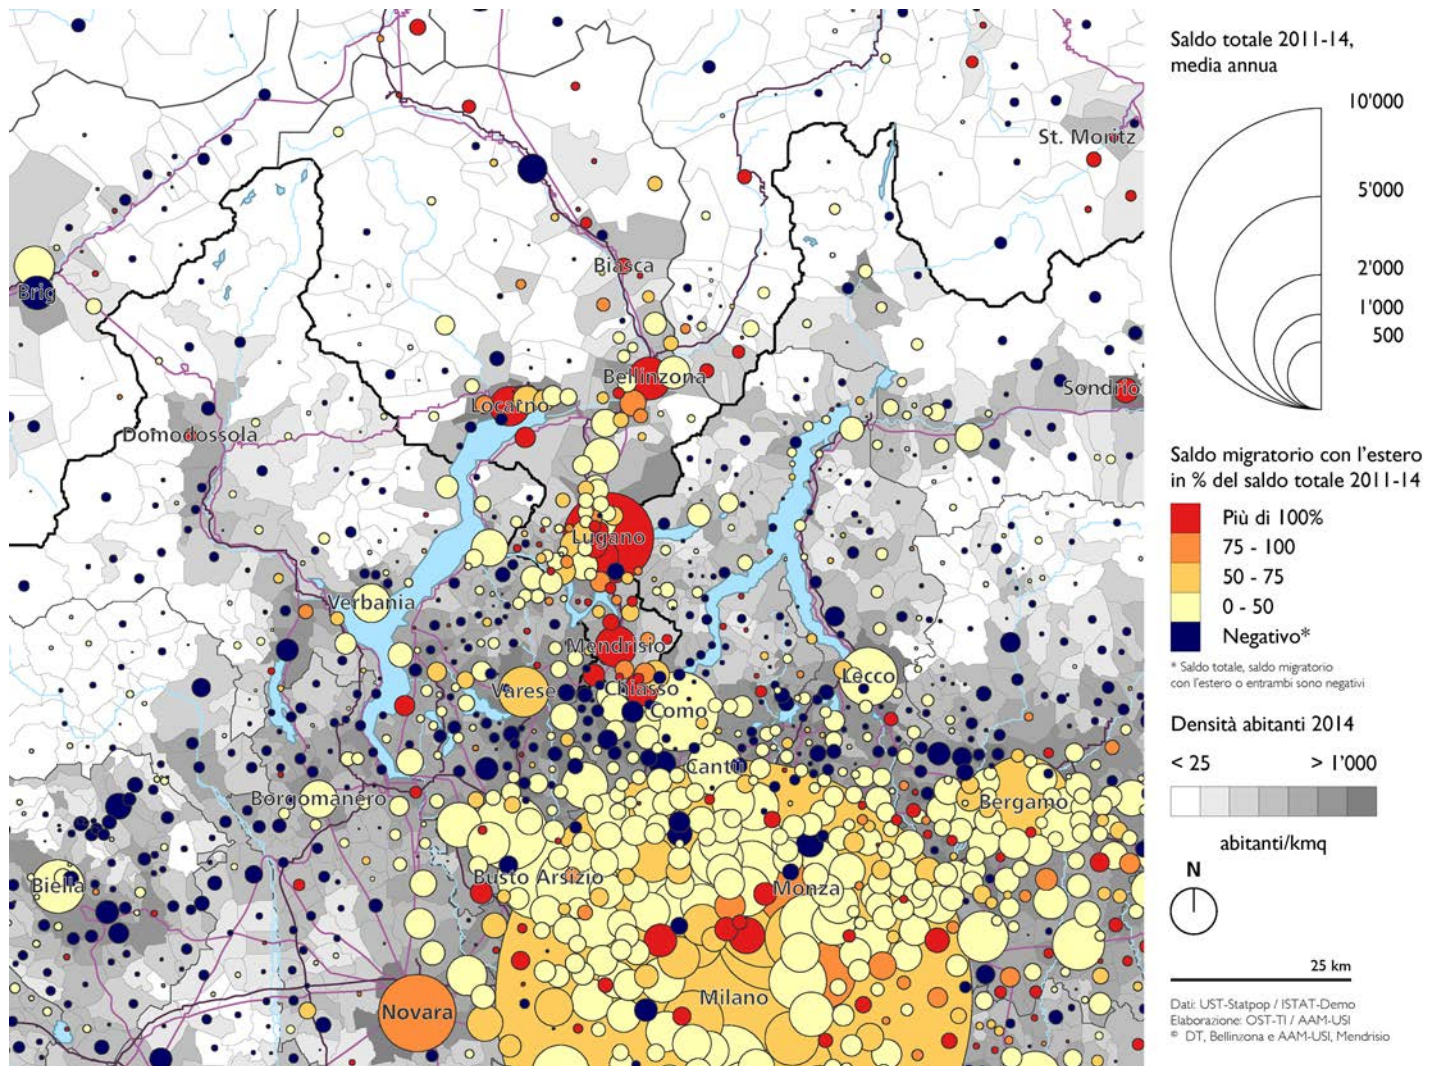 St. Moritz
Biasca
Brig
Bellinzona
Sondrio
Locarno
Domodossola
Lugano
Verbania
Mendrisio
Lecco
Varese
Chiasso
Como
Cantù
Borgomanero
Bergamo
Busto Arsizio
Biella
Monza
Milano
Novara
Saldo totale 2011-14,
media annua
10'000
5'000
2'000
1'000
500
Saldo migratorio con l'estero
in % del saldo totale 2011-14
Più di 100%
75 - 100
50 - 75
0 - 50
Negativo*
* Saldo totale, saldo migratorio
con l'estero o entrambi sono negativi
Densità abitanti 2014
< 25 > 1'000
abitanti/kmq
N
25 km
Dati: UST-Statpop / ISTAT-Demo
Elaborazione: OST-TI / AAM-USI
© DT, Bellinzona e AAM-USI, Mendrisio